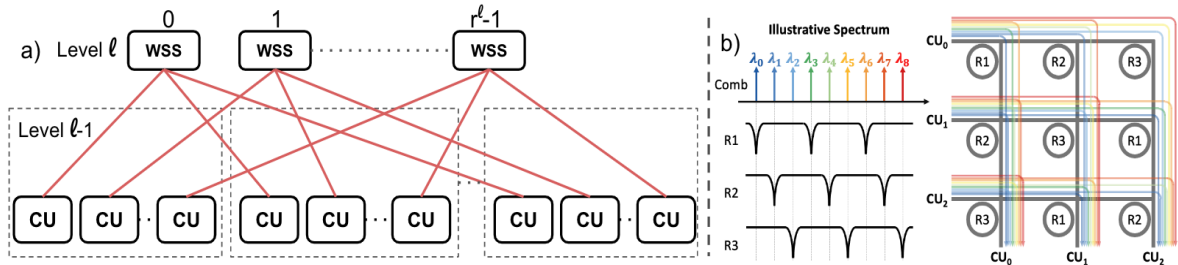 a)
Level ℓ
0
1
r^ℓ-1
WSS
WSS
WSS
Level ℓ-1
CU CU CU
CU CU CU
CU CU CU
b)
Illustrative Spectrum
λ0 λ1 λ2 λ3 λ4 λ5 λ6 λ7 λ8
Comb
R1
R2
R3
CU0
R1 R2 R3
CU1
R2 R3 R1
CU2
R3 R1 R2
CU0 CU1 CU2